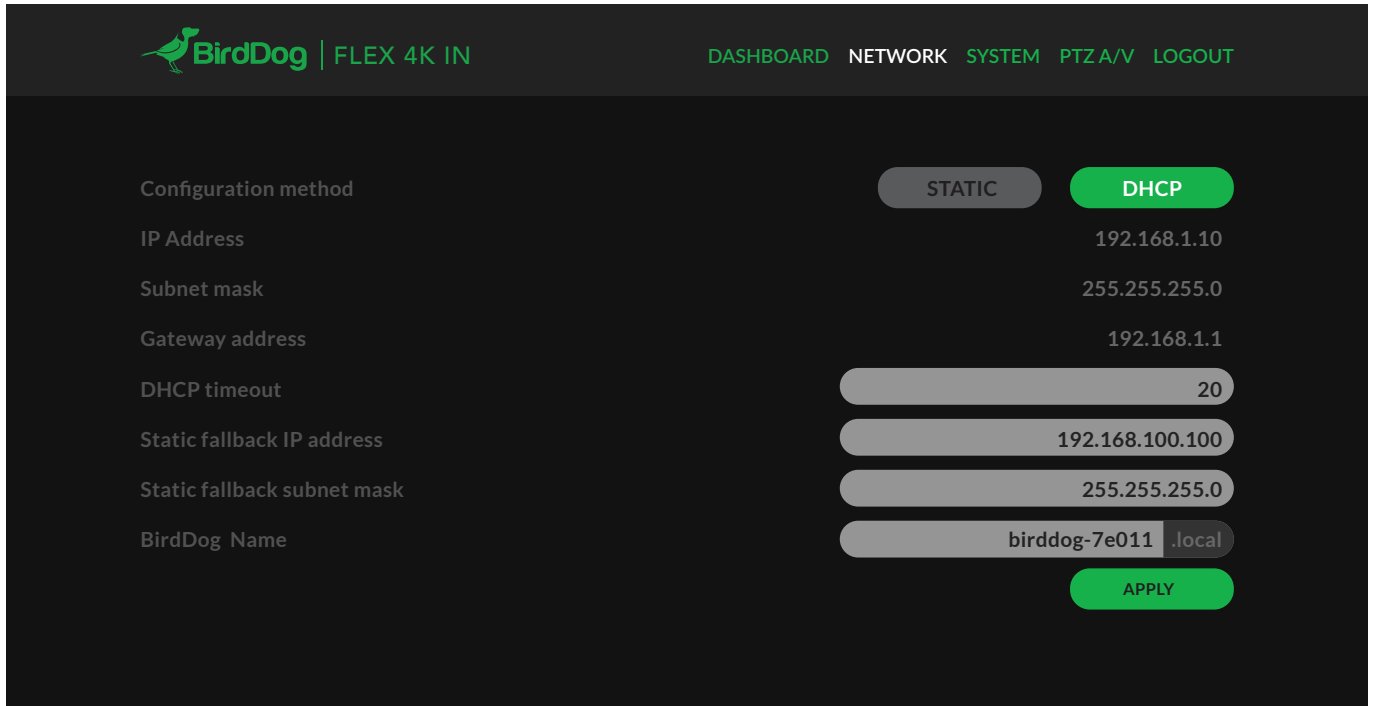 BirdDog | FLEX 4K IN DASHBOARD NETWORK SYSTEM PTZ A/V LOGOUT
Configuration method STATIC DHCP
IP Address 192.168.1.10
Subnet mask 255.255.255.0
Gateway address 192.168.1.1
DHCP timeout 20
Static fallback IP address 192.168.100.100
Static fallback subnet mask 255.255.255.0
BirdDog Name birddog-7e011 .local
APPLY